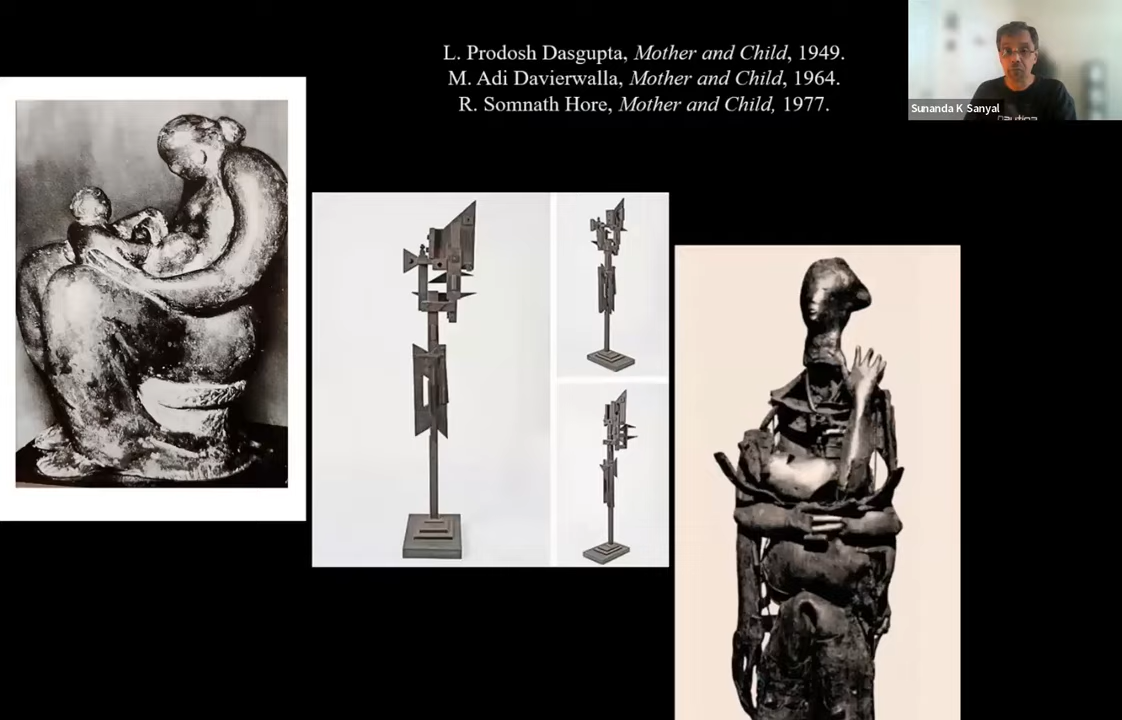 L. Prodosh Dasgupta, Mother and Child, 1949.
M. Adi Davierwalla, Mother and Child, 1964.
R. Somnath Hore, Mother and Child, 1977.
Sunanda K Sanyal